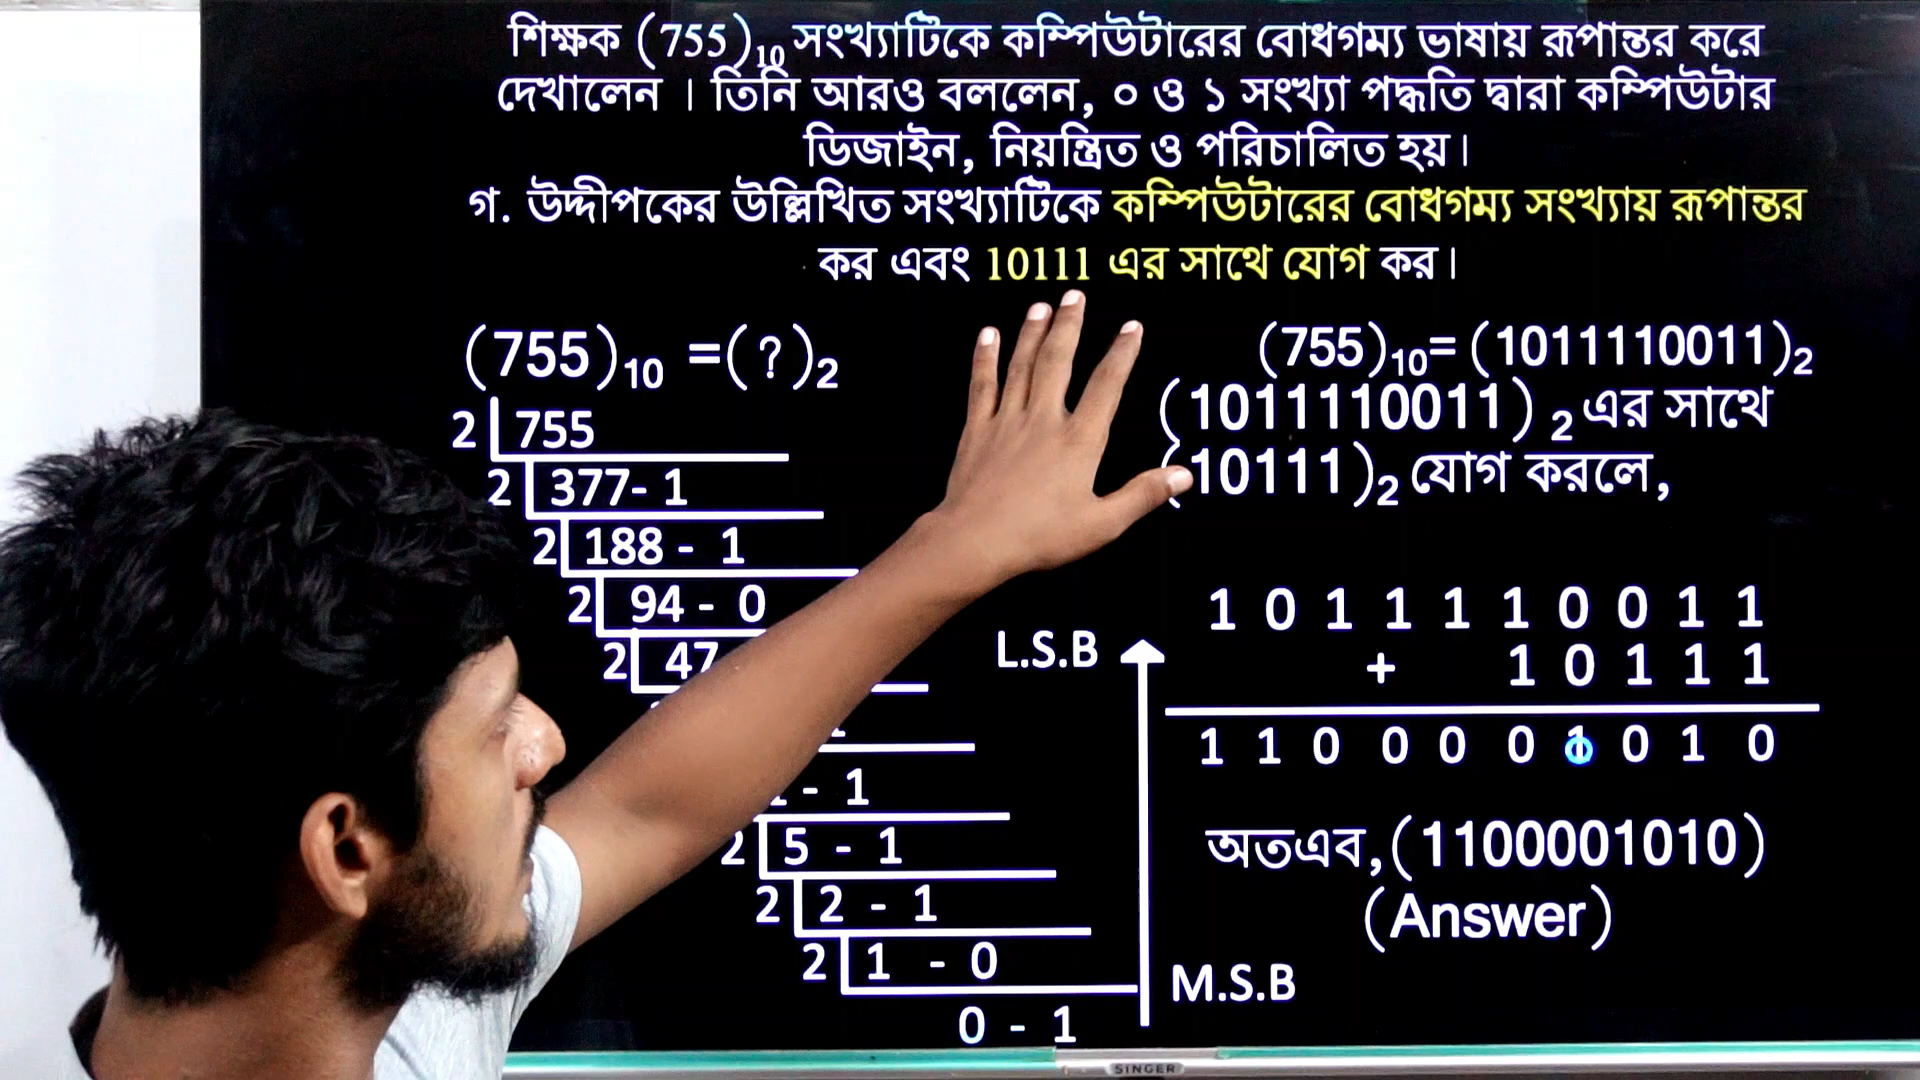 শিক্ষক (755)10 সংখ্যাটিকে কম্পিউটারের বোধগম্য ভাষায় রূপান্তর করে
দেখালেন । তিনি আরও বললেন, ০ ও ১ সংখ্যা পদ্ধতি দ্বারা কম্পিউটার
ডিজাইন, নিয়ন্ত্রিত ও পরিচালিত হয়।
গ. উদ্দীপকের উল্লিখিত সংখ্যাটিকে কম্পিউটারের বোধগম্য সংখ্যায় রূপান্তর
কর এবং 10111 এর সাথে যোগ কর।
(755)10 =(?)2
2 755
2 377- 1
2 188 - 1
2 94 - 0
2 47
- 1
2 5 - 1
2 2 - 1
2 1 - 0
0 - 1
L.S.B
M.S.B
(755)10= (1011110011)2
(1011110011) 2 এর সাথে
(10111)2 যোগ করলে,
1 0 1 1 1 1 0 0 1 1
+ 1 0 1 1 1
1 1 0 0 0 0 1 0 1 0
অতএব,(1100001010)
(Answer)
SINGER